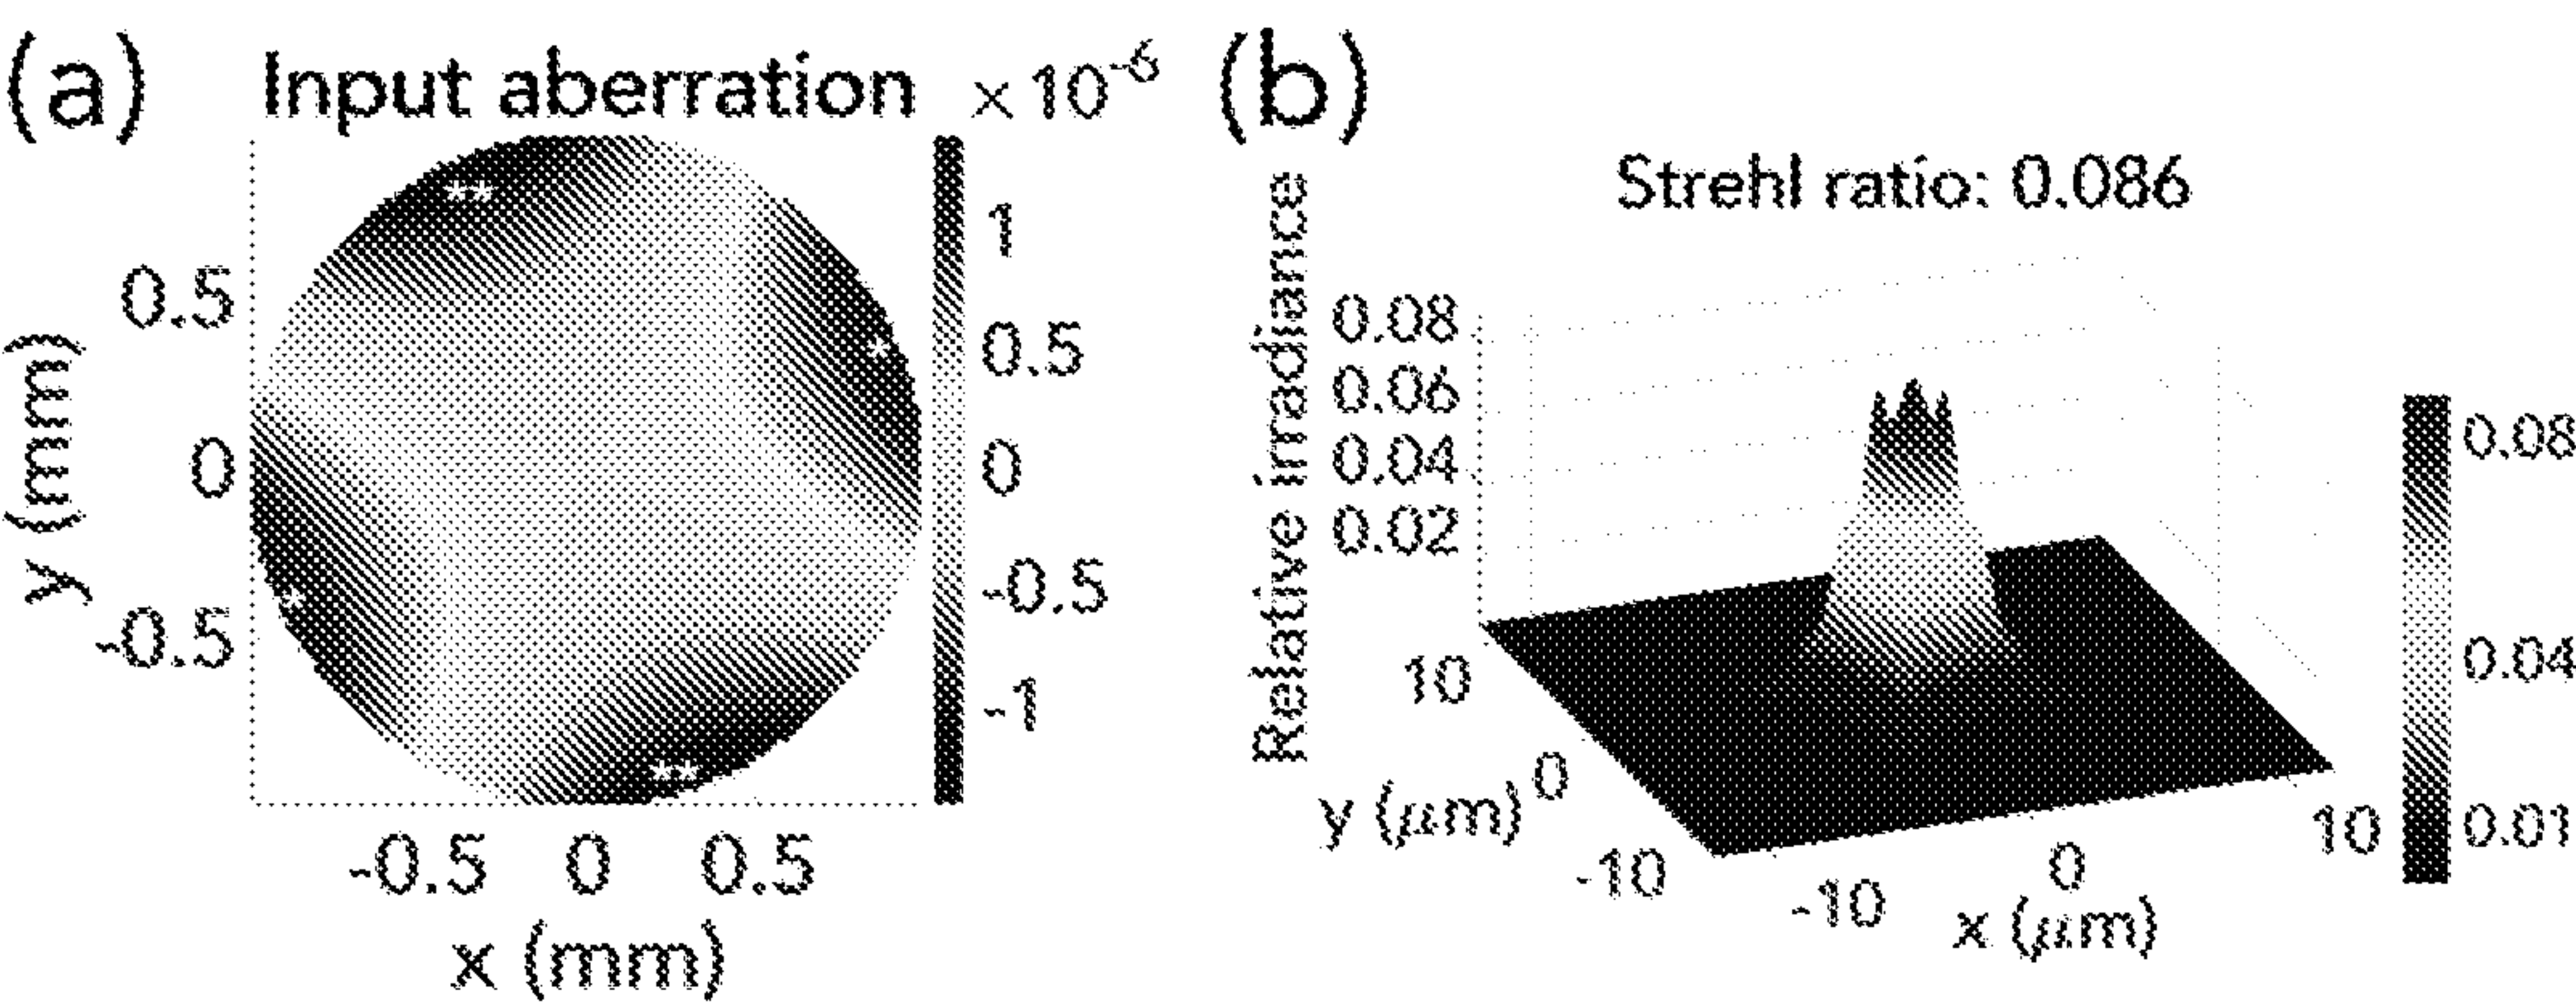 (a)
Input aberration ×10-6
**
*
*
**
0.5
0
-0.5
y (mm)
-0.5 0 0.5
x (mm)
1
0.5
0
-0.5
-1
(b)
Strehl ratio: 0.086
Relative irradiance
0.08
0.06
0.04
0.02
10
0
-10
y (μm)
-10
0
10
x (μm)
0.08
0.04
0.01